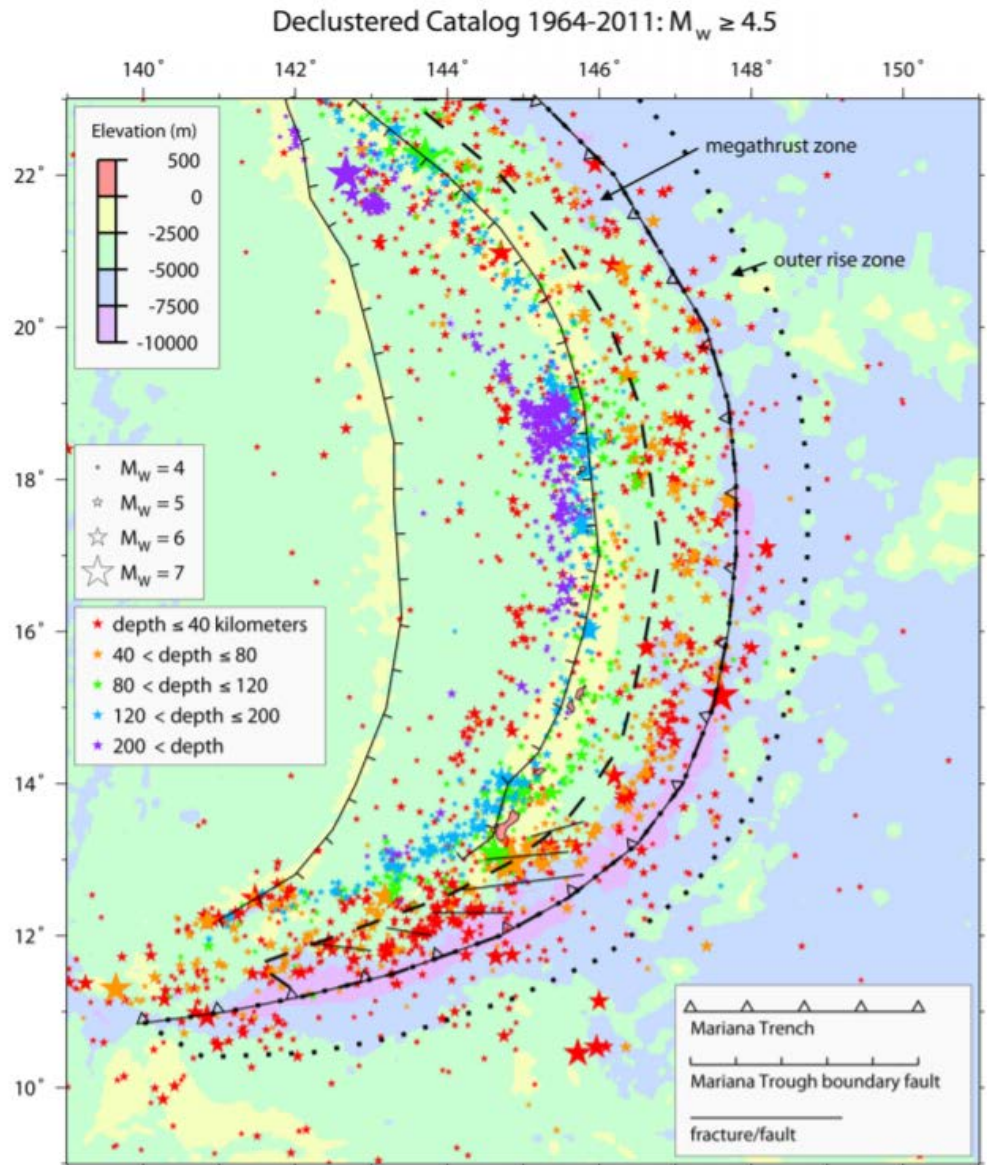 Declustered Catalog 1964-2011: Mw ≥ 4.5
140° 142° 144° 146° 148° 150°
Elevation (m)
500
0
-2500
-5000
-7500
-10000
22°
20°
18°
16°
14°
12°
10°
megathrust zone
outer rise zone
Mw = 4
Mw = 5
Mw = 6
Mw = 7
depth ≤ 40 kilometers
40 < depth ≤ 80
80 < depth ≤ 120
120 < depth ≤ 200
200 < depth
Mariana Trench
Mariana Trough boundary fault
fracture/fault